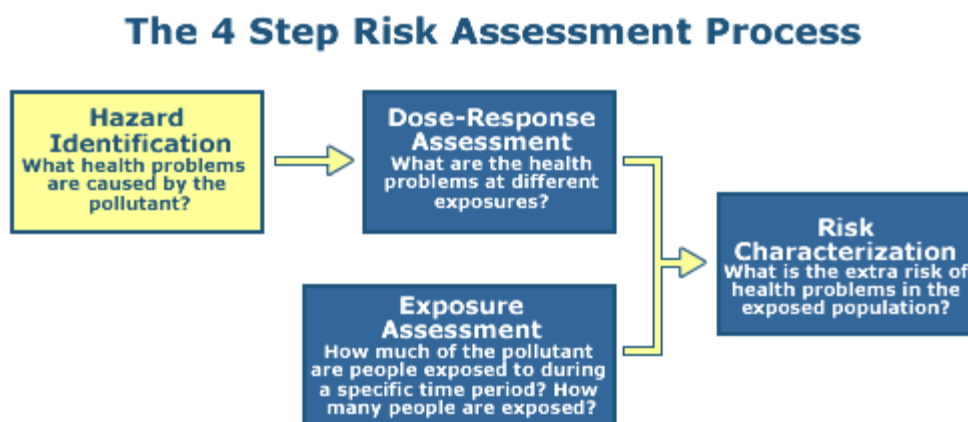 The 4 Step Risk Assessment Process
Hazard
Identification
What health problems
are caused by the
pollutant?
Dose-Response
Assessment
What are the health
problems at different
exposures?
Exposure
Assessment
How much of the pollutant
are people exposed to during
a specific time period? How
many people are exposed?
Risk
Characterization
What is the extra risk of
health problems in the
exposed population?